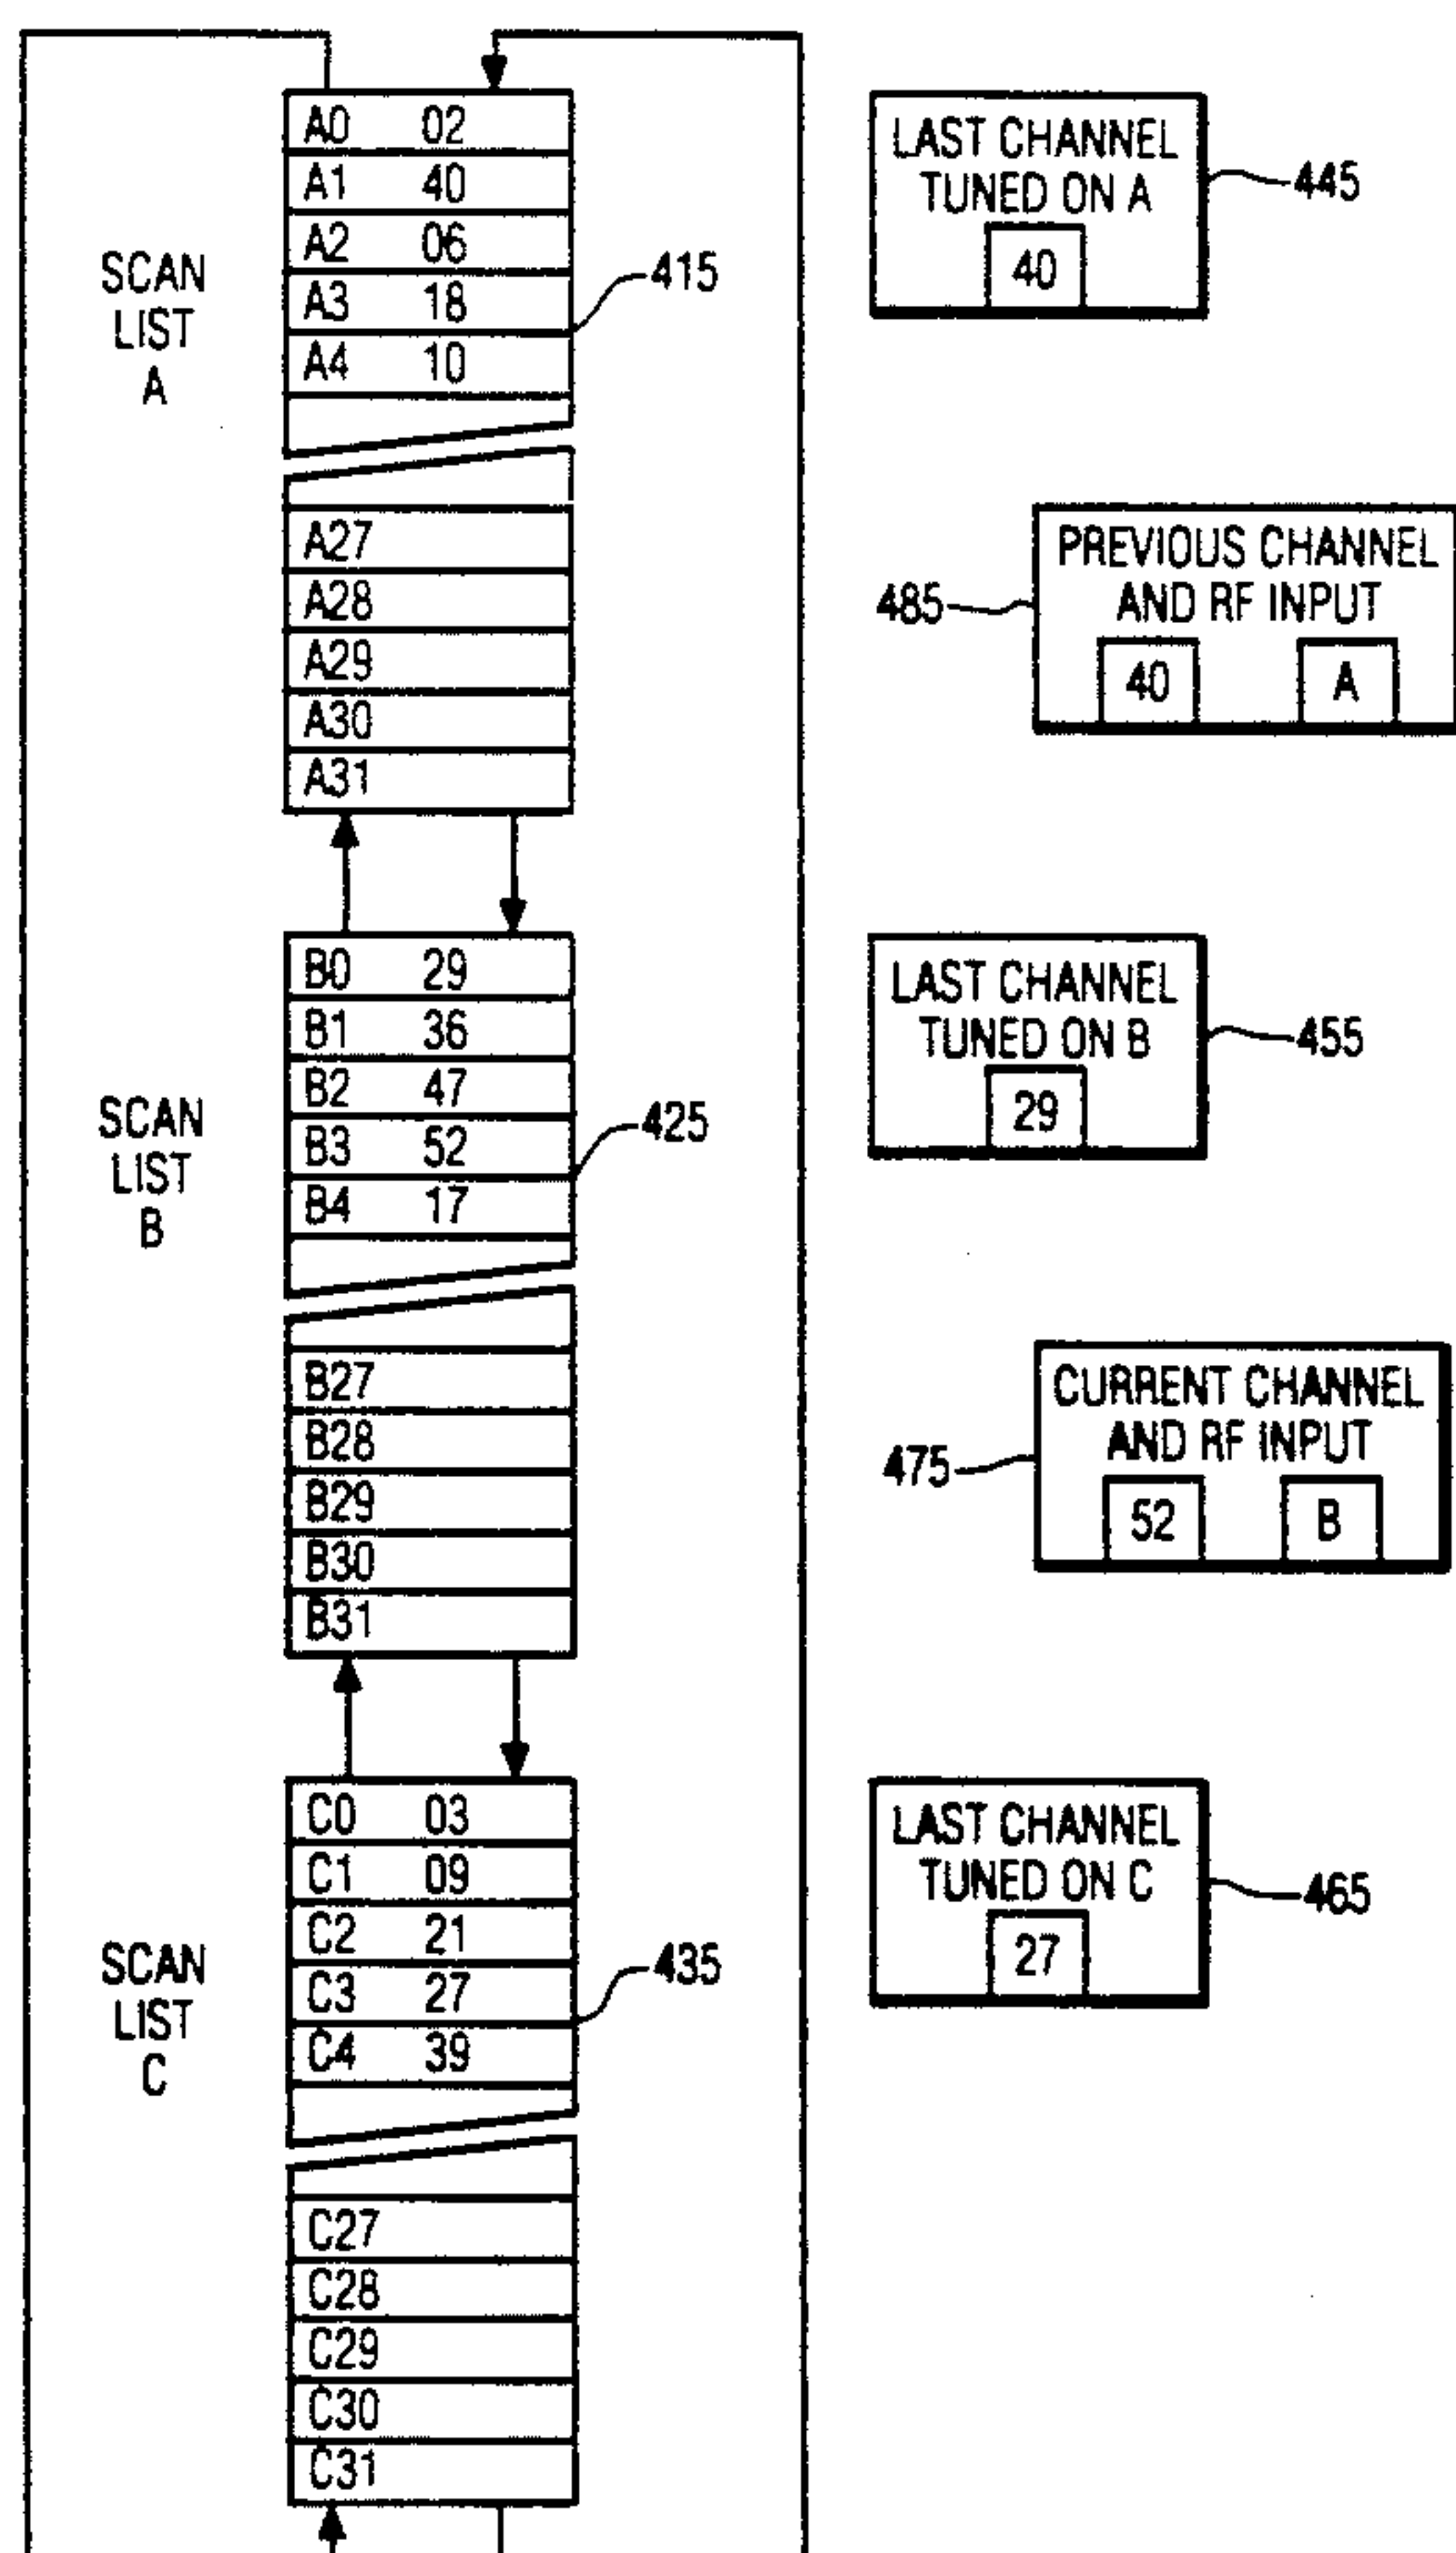 A0 02
A1 40
A2 06
A3 18
A4 10
SCAN
LIST
A
415
LAST CHANNEL
TUNED ON A
40
445
A27
A28
A29
A30
A31
PREVIOUS CHANNEL
AND RF INPUT
40 A
485
B0 29
B1 36
B2 47
B3 52
B4 17
SCAN
LIST
B
425
LAST CHANNEL
TUNED ON B
29
455
B27
B28
B29
B30
B31
CURRENT CHANNEL
AND RF INPUT
52 B
475
C0 03
C1 09
C2 21
C3 27
C4 39
SCAN
LIST
C
435
LAST CHANNEL
TUNED ON C
27
465
C27
C28
C29
C30
C31